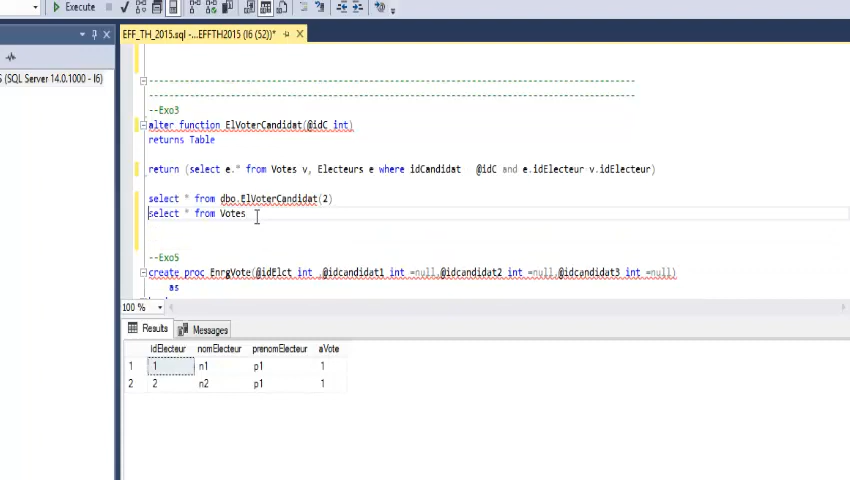 Execute
EFF_TH_2015.sql -...EFFTH2015 (I6 (52))*
S (SQL Server 14.0.1000 - I6)
--------------------------------------------------------------------------------
--------------------------------------------------------------------------------
--Exo3
alter function ElVoterCandidat(@idC int)
returns Table
return (select e.* from Votes v, Electeurs e where idCandidat @idC and e.idElecteur v.idElecteur)
select * from dbo.ElVoterCandidat(2)
select * from Votes
--Exo5
create proc EnrgVote(@idElct int ,@idcandidat1 int =null,@idcandidat2 int =null,@idcandidat3 int =null)
as
100 %
Results Messages
idElecteur nomElecteur prenomElecteur aVote
1 1 n1 p1 1
2 2 n2 p1 1